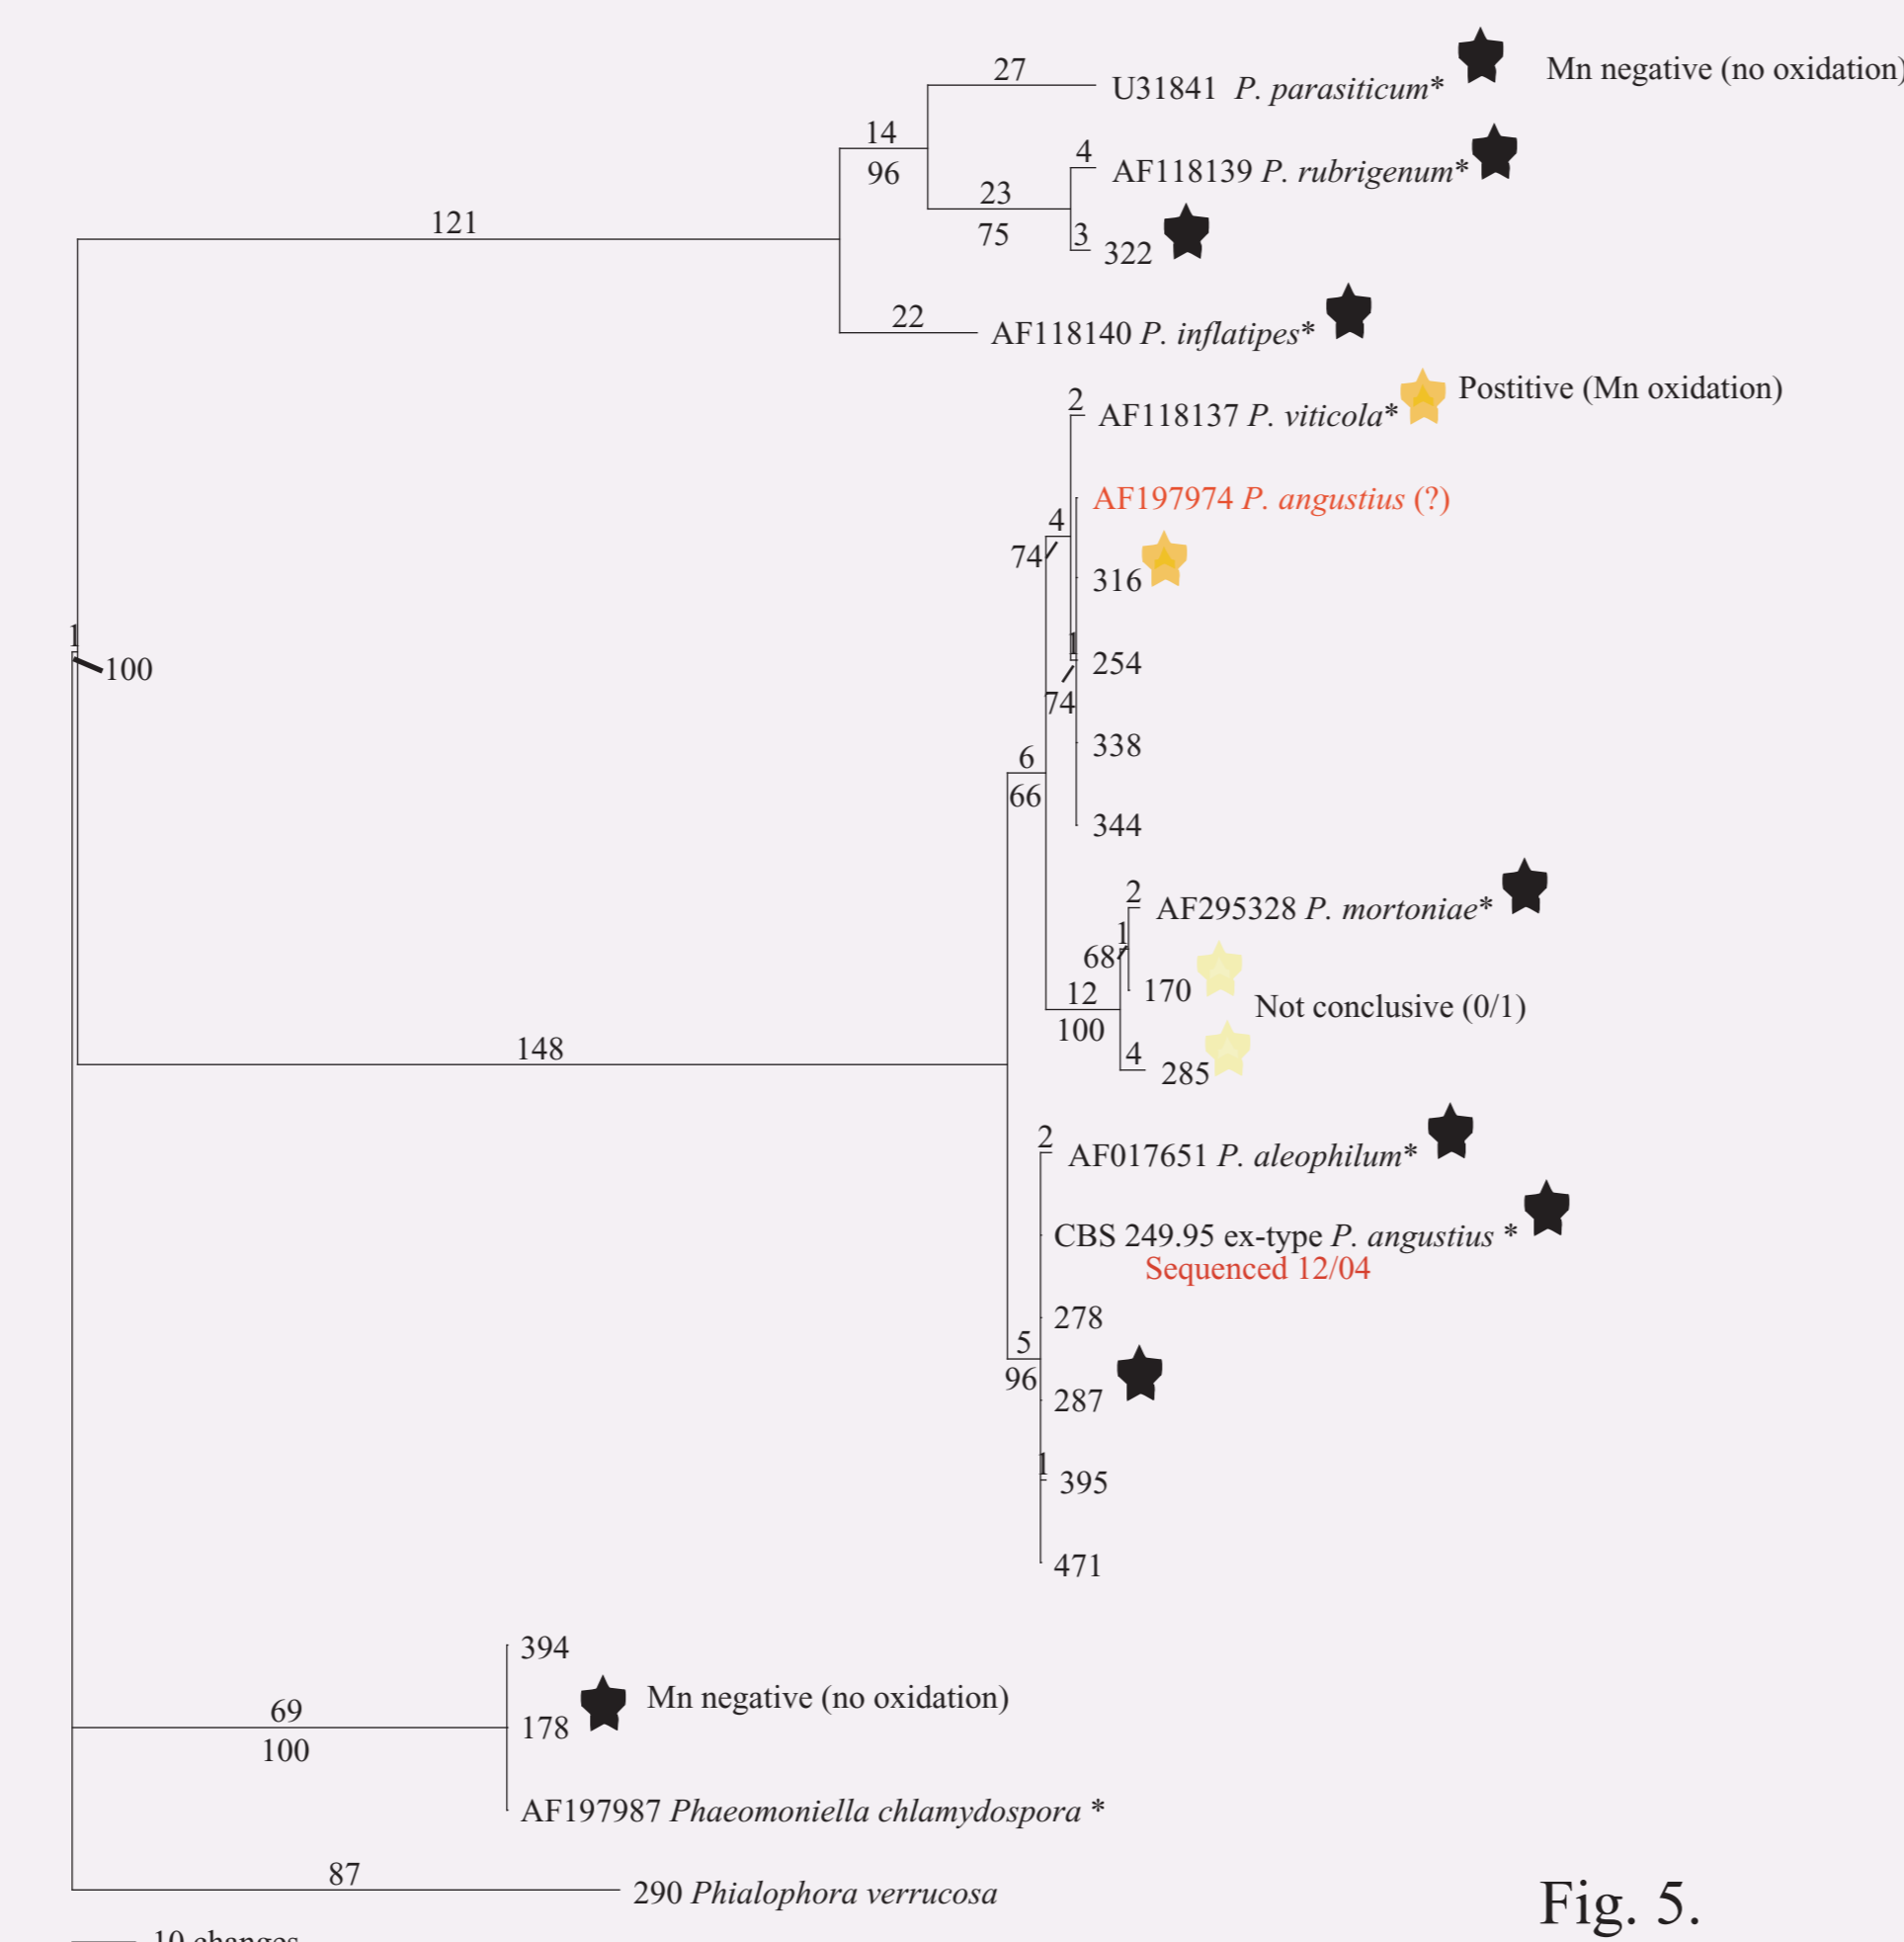 27
U31841 P. parasiticum*
Mn negative (no oxidation)
14
96
4
AF118139 P. rubrigenum*
23
75
3
322
121
22
AF118140 P. inflatipes*
2
AF118137 P. viticola*
Postitive (Mn oxidation)
AF197974 P. angustius (?)
4
74
316
1
254
74
1
100
338
6
66
344
2
AF295328 P. mortoniae*
1
68
170
12
100
Not conclusive (0/1)
148
4
285
2
AF017651 P. aleophilum*
CBS 249.95 ex-type P. angustius *
Sequenced 12/04
278
5
96
287
1
395
471
394
69
100
178
Mn negative (no oxidation)
AF197987 Phaeomoniella chlamydospora *
87
290 Phialophora verrucosa
10 changes
Fig. 5.